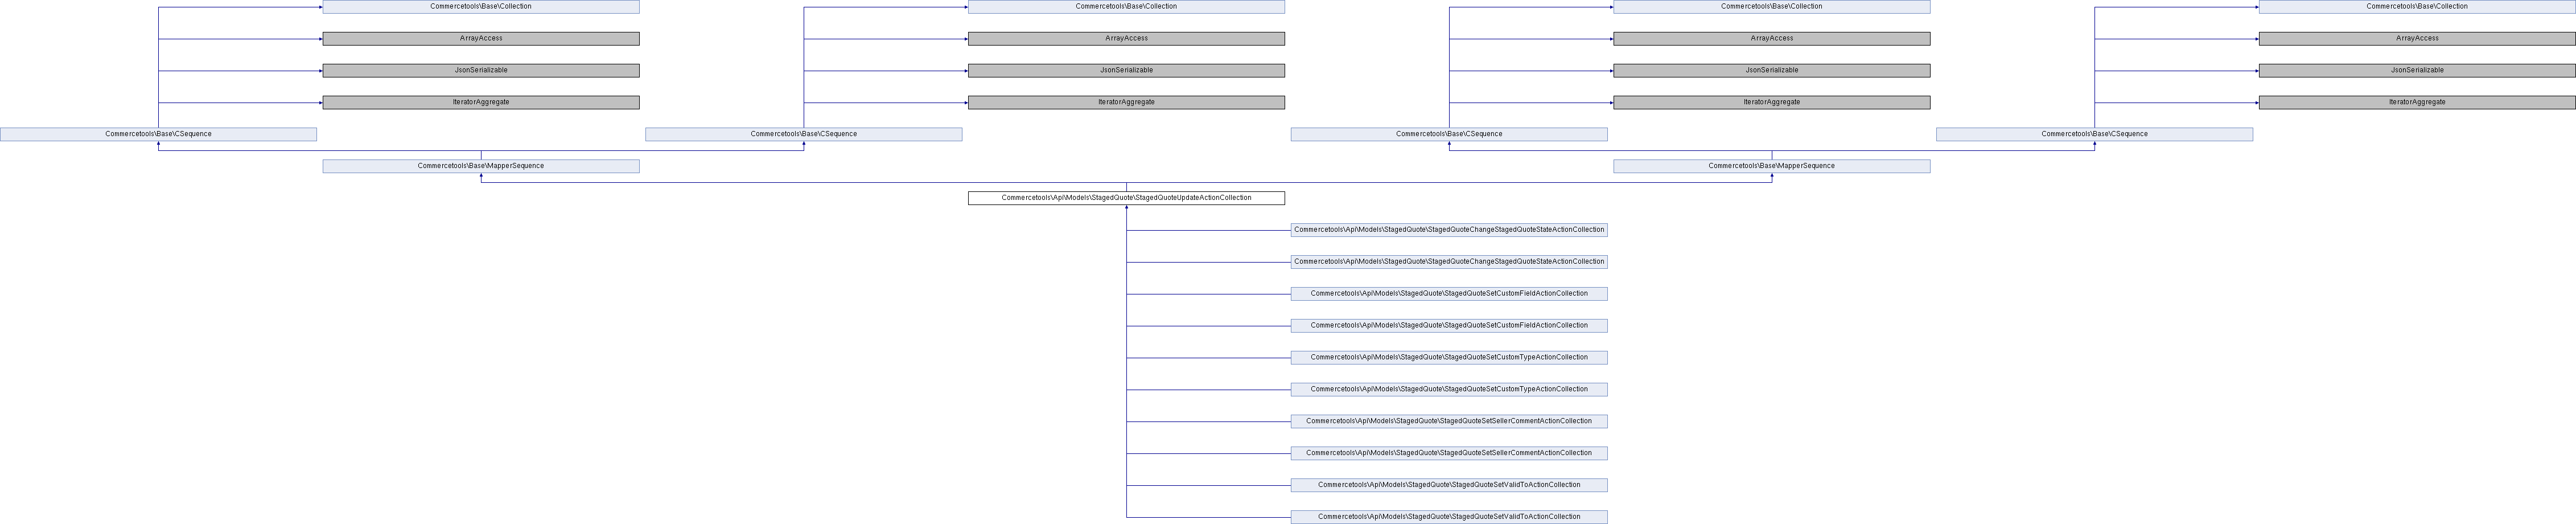 Commercetools\Base\Collection Commercetools\Base\Collection Commercetools\Base\Collection Commercetools\Base\Collection
ArrayAccess ArrayAccess ArrayAccess ArrayAccess
JsonSerializable JsonSerializable JsonSerializable JsonSerializable
IteratorAggregate IteratorAggregate IteratorAggregate IteratorAggregate
Commercetools\Base\CSequence Commercetools\Base\CSequence Commercetools\Base\CSequence Commercetools\Base\CSequence
Commercetools\Base\MapperSequence Commercetools\Base\MapperSequence
Commercetools\Api\Models\StagedQuote\StagedQuoteUpdateActionCollection
Commercetools\Api\Models\StagedQuote\StagedQuoteChangeStagedQuoteStateActionCollection
Commercetools\Api\Models\StagedQuote\StagedQuoteChangeStagedQuoteStateActionCollection
Commercetools\Api\Models\StagedQuote\StagedQuoteSetCustomFieldActionCollection
Commercetools\Api\Models\StagedQuote\StagedQuoteSetCustomFieldActionCollection
Commercetools\Api\Models\StagedQuote\StagedQuoteSetCustomTypeActionCollection
Commercetools\Api\Models\StagedQuote\StagedQuoteSetCustomTypeActionCollection
Commercetools\Api\Models\StagedQuote\StagedQuoteSetSellerCommentActionCollection
Commercetools\Api\Models\StagedQuote\StagedQuoteSetSellerCommentActionCollection
Commercetools\Api\Models\StagedQuote\StagedQuoteSetValidToActionCollection
Commercetools\Api\Models\StagedQuote\StagedQuoteSetValidToActionCollection